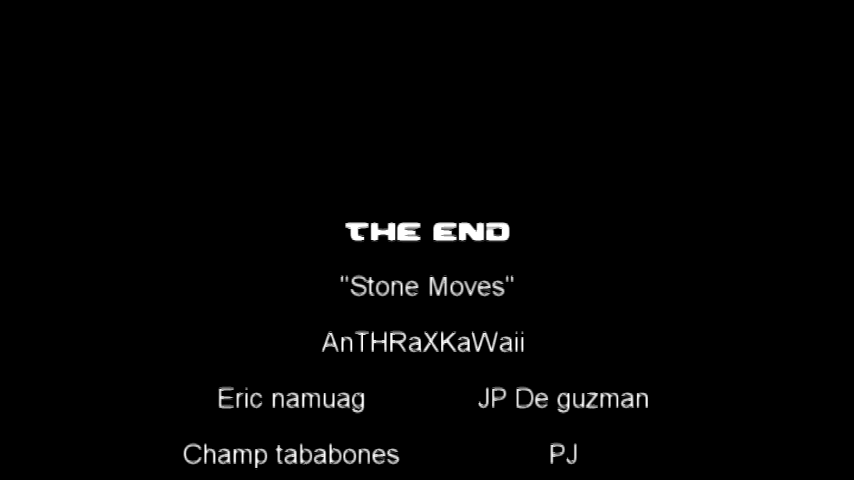 THE END
"Stone Moves"
AnTHRaXKaWaii
Eric namuag JP De guzman
Champ tababones PJ